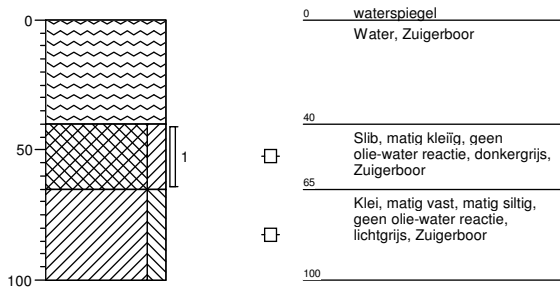 0
50
100
1
0 waterspiegel
Water, Zuigerboor
40
Slib, matig kleiïg, geen
olie-water reactie, donkergrijs,
Zuigerboor
65
Klei, matig vast, matig siltig,
geen olie-water reactie,
lichtgrijs, Zuigerboor
100